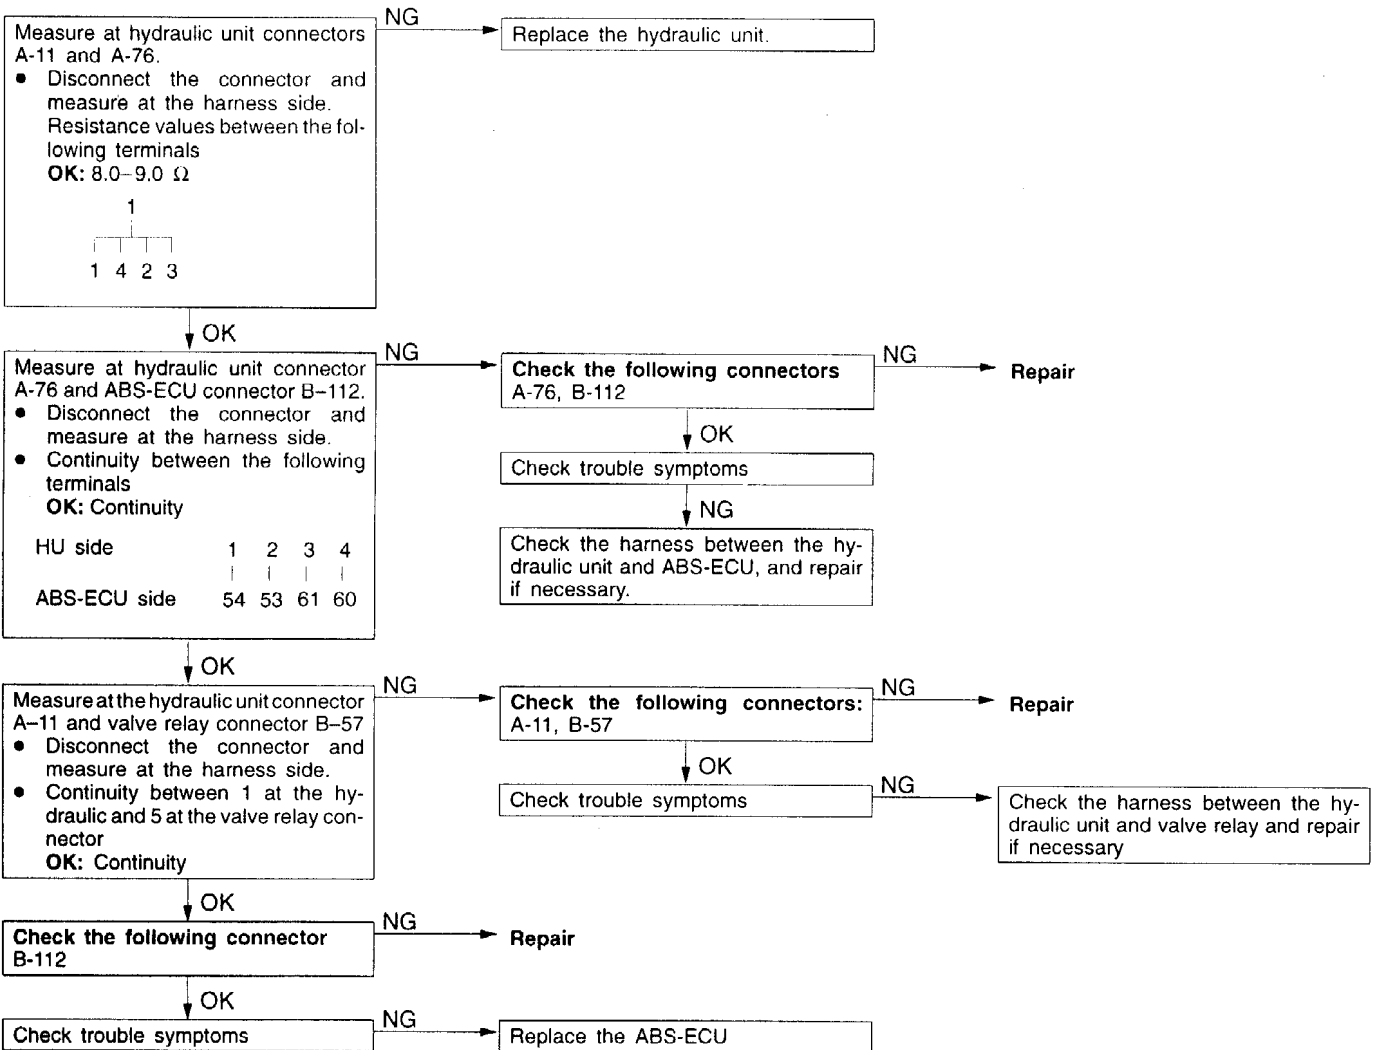 NG
Measure at hydraulic unit connectors
A-11 and A-76.
● Disconnect the connector and
measure at the harness side.
Resistance values between the fol-
lowing terminals
OK: 8.0–9.0 Ω
1
1 4 2 3
Replace the hydraulic unit.
OK
NG
Measure at hydraulic unit connector
A-76 and ABS-ECU connector B–112.
● Disconnect the connector and
measure at the harness side.
● Continuity between the following
terminals
OK: Continuity
HU side 1 2 3 4
ABS-ECU side 54 53 61 60
Check the following connectors
A-76, B-112
NG
Repair
OK
Check trouble symptoms
NG
Check the harness between the hy-
draulic unit and ABS-ECU, and repair
if necessary.
OK
NG
Measure at the hydraulic unit connector
A–11 and valve relay connector B–57
● Disconnect the connector and
measure at the harness side.
● Continuity between 1 at the hy-
draulic and 5 at the valve relay con-
nector
OK: Continuity
Check the following connectors:
A-11, B-57
NG
Repair
OK
Check trouble symptoms
NG
Check the harness between the hy-
draulic unit and valve relay and repair
if necessary
OK
NG
Check the following connector
B-112
Repair
OK
Check trouble symptoms
NG
Replace the ABS-ECU